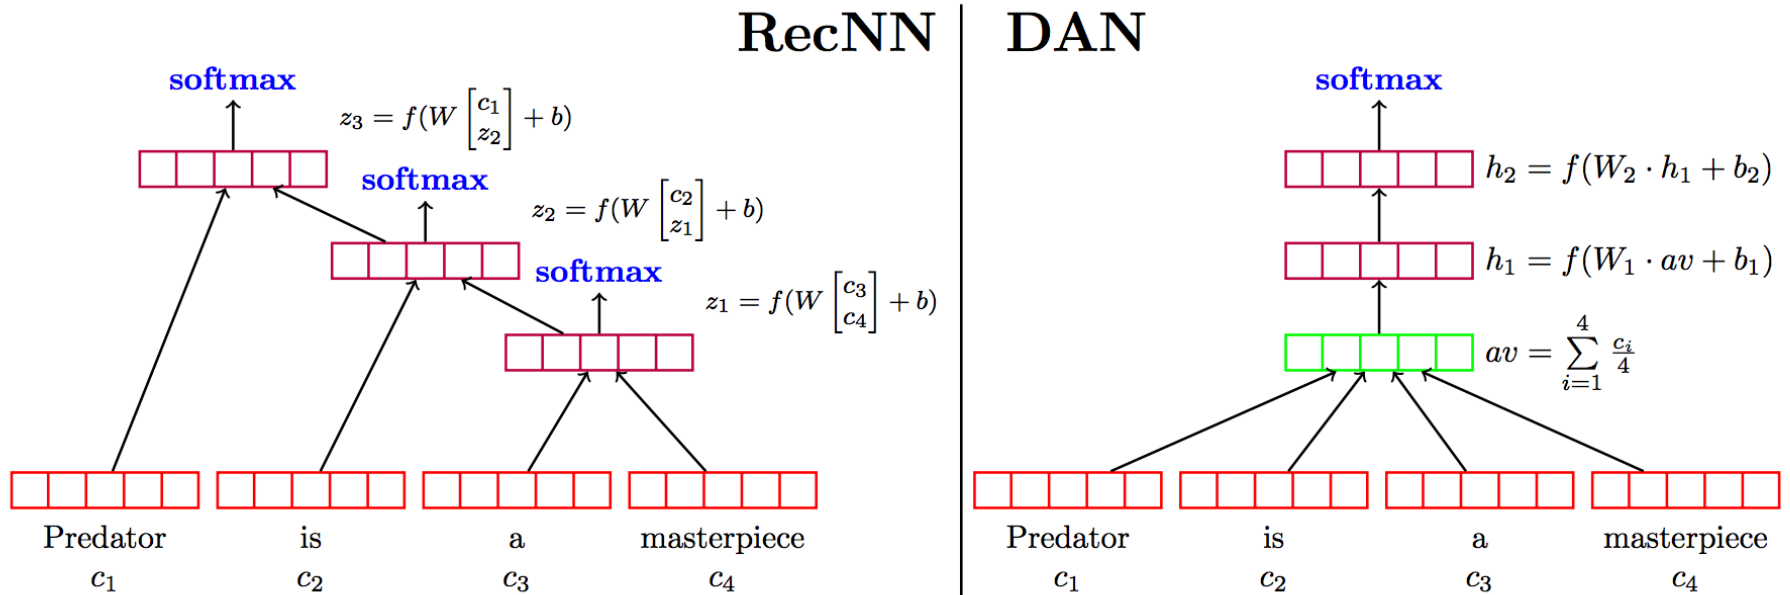 RecNN
softmax
z₃ = f(W [c₁ z₂] + b)
softmax
z₂ = f(W [c₂ z₁] + b)
softmax
z₁ = f(W [c₃ c₄] + b)
Predator is a masterpiece
c₁ c₂ c₃ c₄
DAN
softmax
h₂ = f(W₂ · h₁ + b₂)
h₁ = f(W₁ · av + b₁)
av = ∑_{i=1}^{4} c_i/4
Predator is a masterpiece
c₁ c₂ c₃ c₄